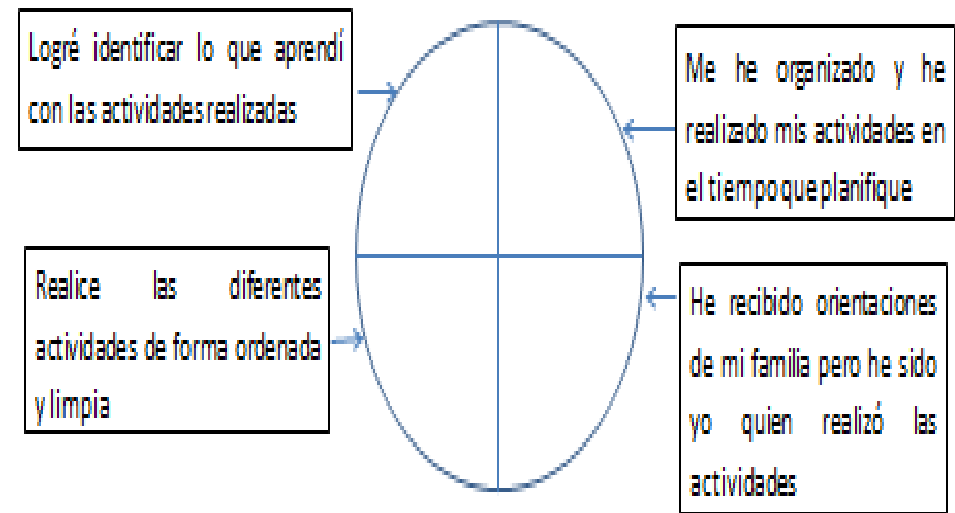 Logré identificar lo que aprendí
con las actividades realizadas
Me he organizado y he
realizado mis actividades en
el tiempo que planifique
Realice las diferentes
actividades de forma ordenada
y limpia
He recibido orientaciones
de mi familia pero he sido
yo quien realizó las
actividades